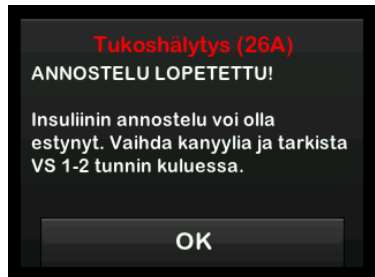 Tukoshälytys (26A)
ANNOSTELU LOPETETTU!
Insuliinin annostelu voi olla
estynyt. Vaihda kanyylia ja tarkista
VS 1-2 tunnin kuluessa.
OK